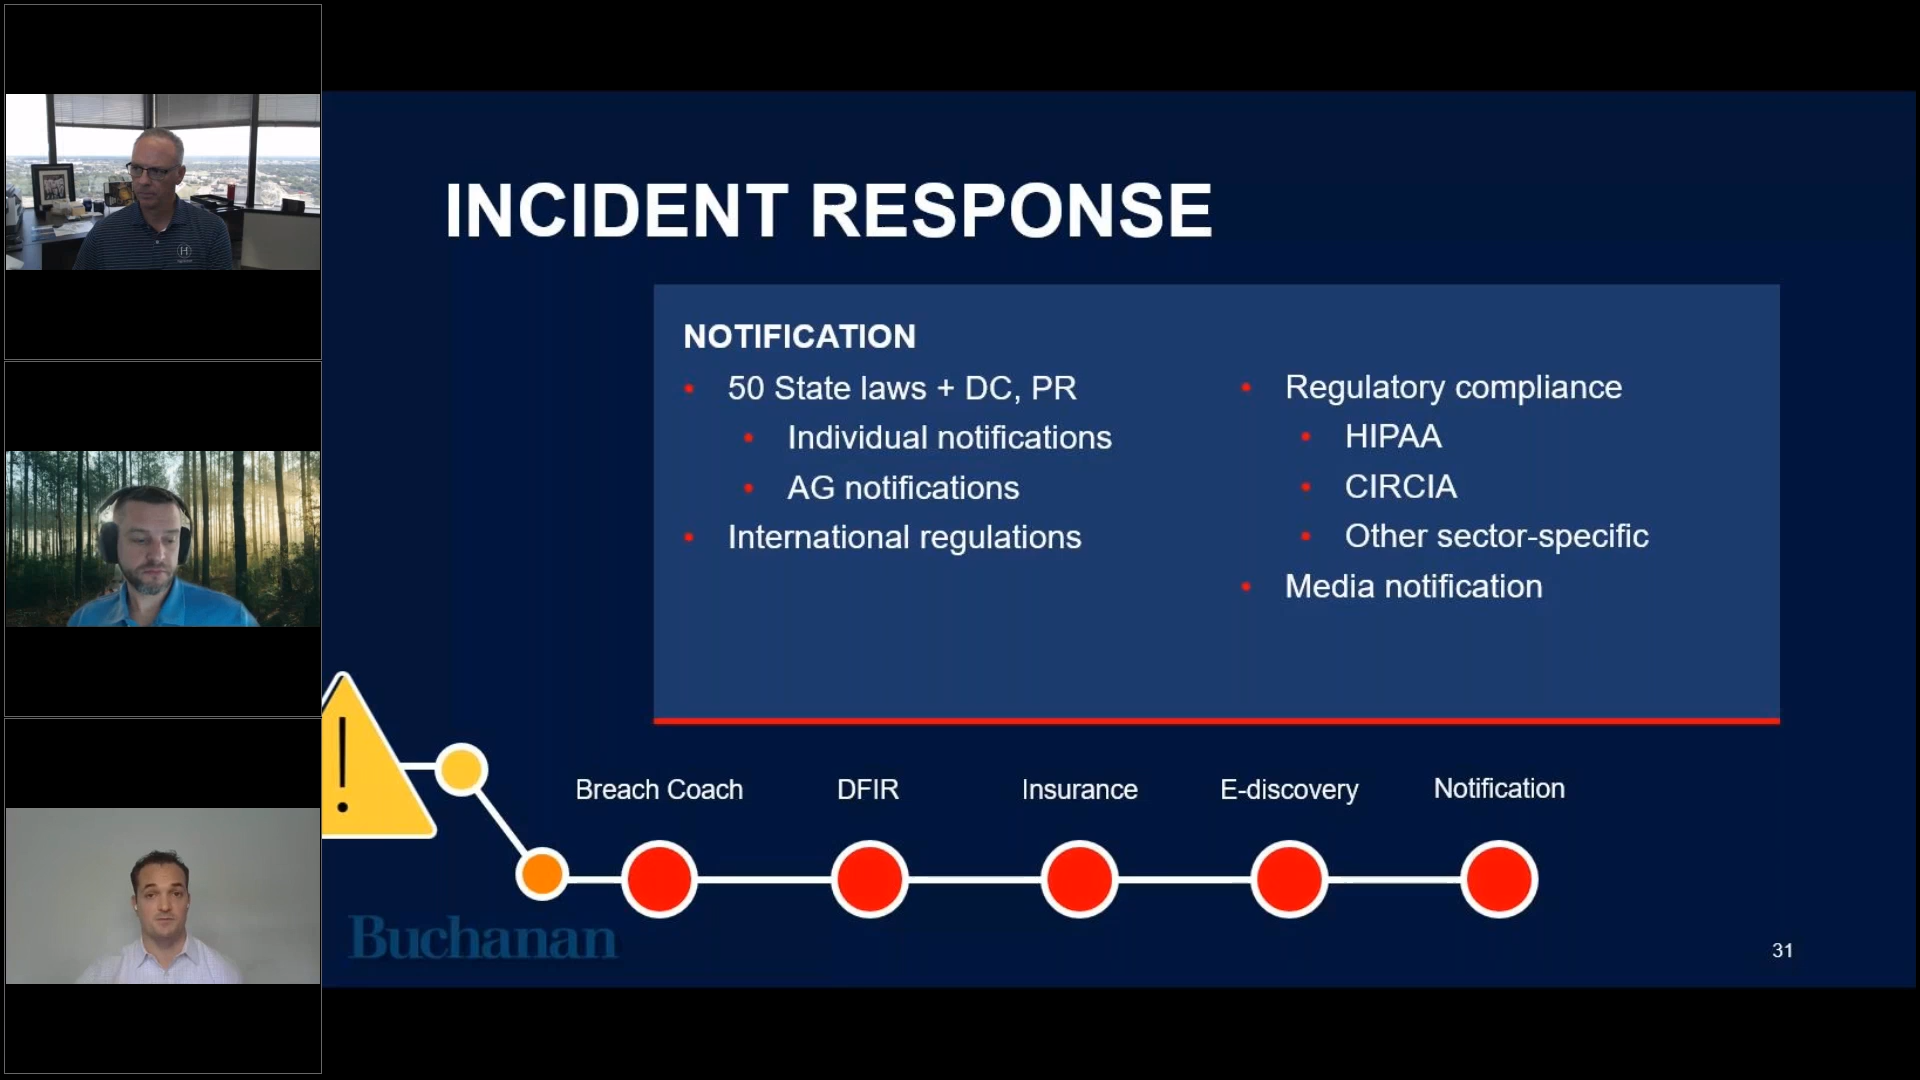 INCIDENT RESPONSE
NOTIFICATION
50 State laws + DC, PR
Individual notifications
AG notifications
International regulations
Regulatory compliance
HIPAA
CIRCIA
Other sector-specific
Media notification
!
Breach Coach
DFIR
Insurance
E-discovery
Notification
Buchanan
31
H